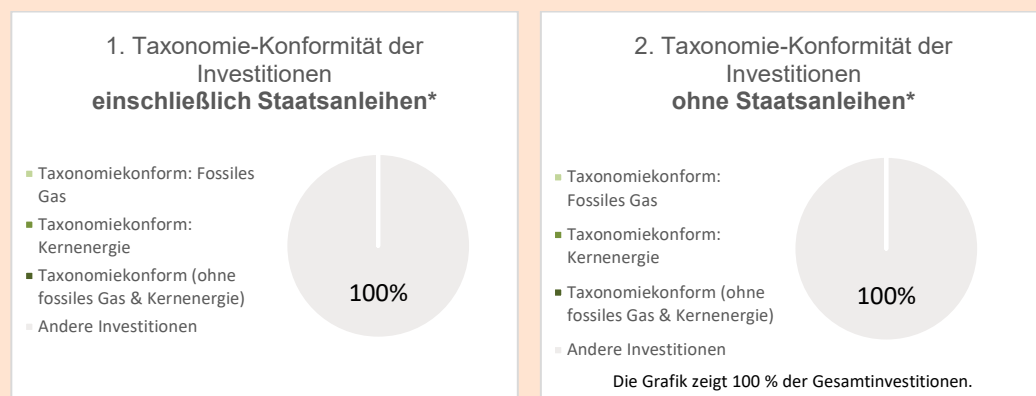 1. Taxonomie-Konformität der
Investitionen
einschließlich Staatsanleihen*
Taxonomiekonform: Fossiles
Gas
Taxonomiekonform:
Kernenergie
Taxonomiekonform (ohne
fossiles Gas & Kernenergie)
Andere Investitionen
100%
2. Taxonomie-Konformität der
Investitionen
ohne Staatsanleihen*
Taxonomiekonform:
Fossiles Gas
Taxonomiekonform:
Kernenergie
Taxonomiekonform (ohne
fossiles Gas & Kernenergie)
Andere Investitionen
100%
Die Grafik zeigt 100 % der Gesamtinvestitionen.